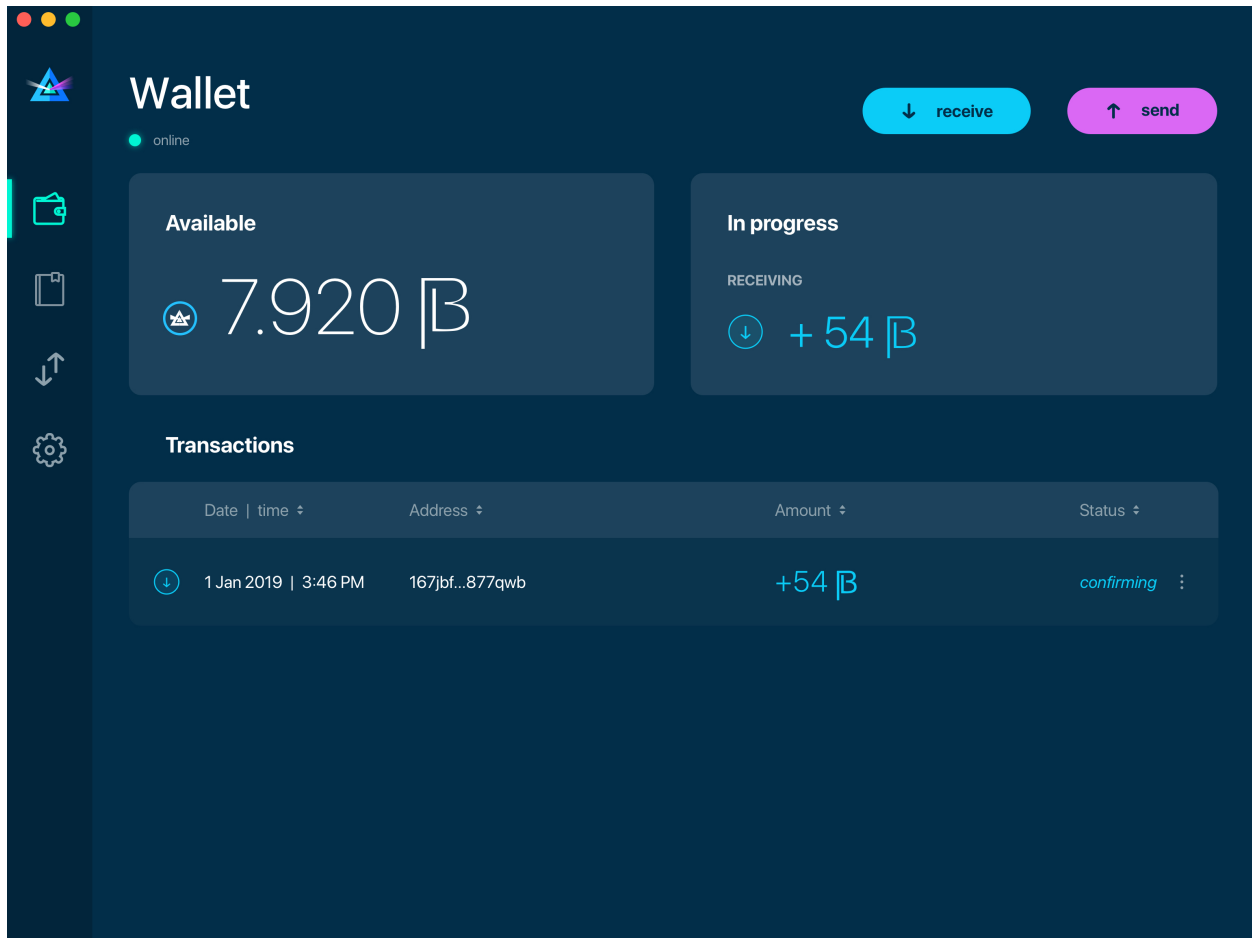 Wallet
receive
send
online
Available
In progress
7.920
RECEIVING
+ 54
Transactions
Date | time
Address
Amount
Status
1 Jan 2019 | 3:46 PM
167jbf...877qwb
+54
confirming